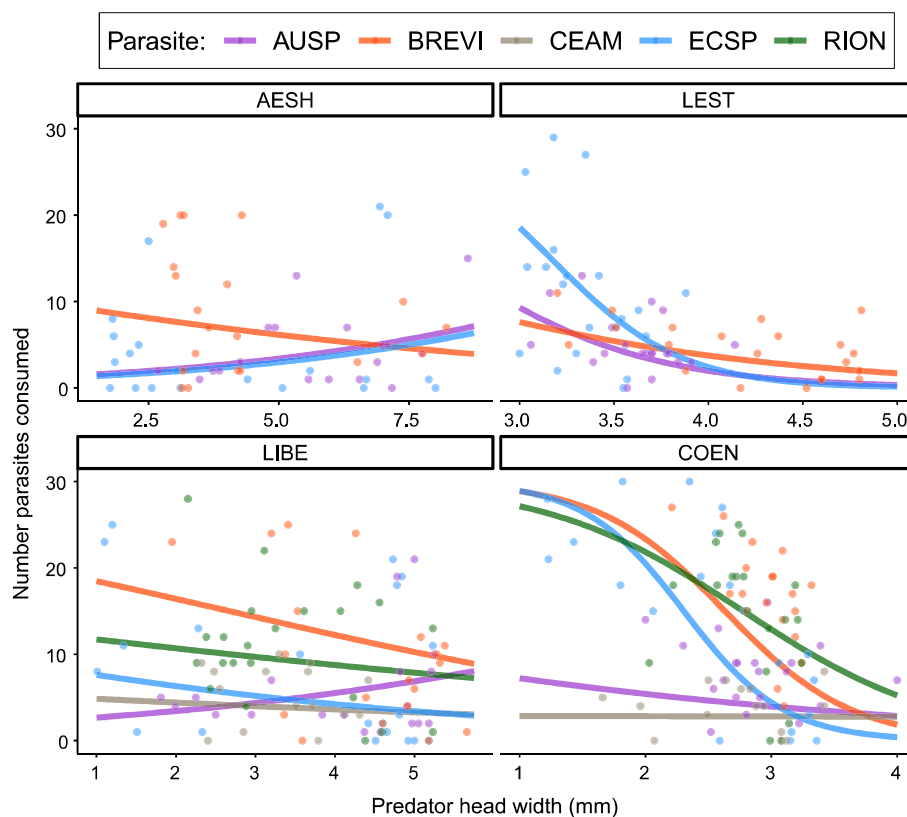 Parasite: AUSP BREVI CEAM ECSP RION
AESH LEST
30
20
10
0
2.5 5.0 7.5 3.0 3.5 4.0 4.5 5.0
LIBE COEN
30
20
10
0
1 2 3 4 5 1 2 3 4
Number parasites consumed
Predator head width (mm)